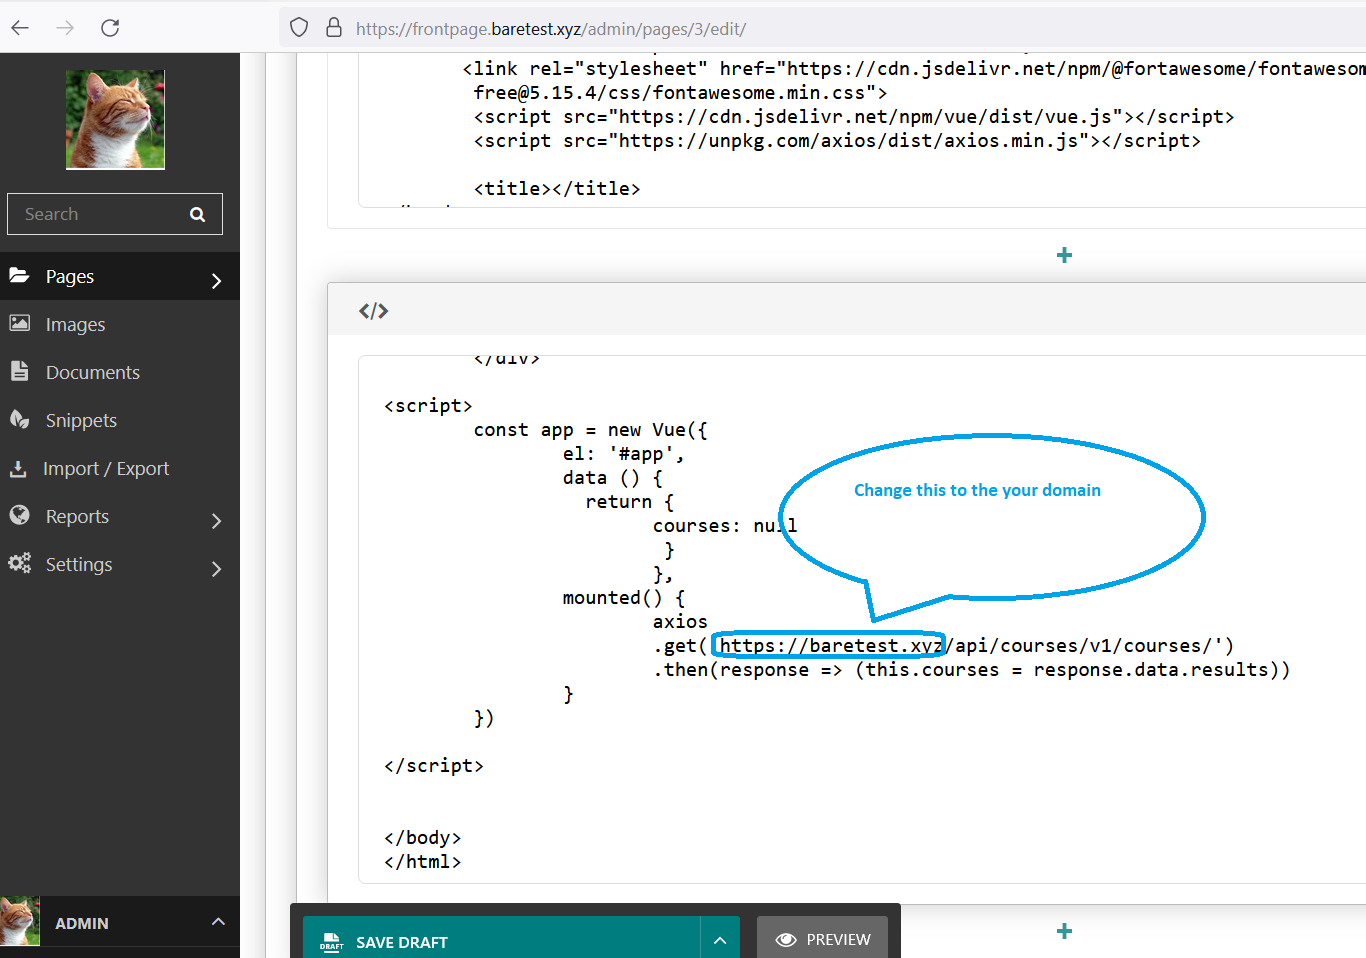 https://frontpage.baretest.xyz/admin/pages/3/edit/
<link rel="stylesheet" href="https://cdn.jsdelivr.net/npm/@fortawesome/fontawesom
free@5.15.4/css/fontawesome.min.css">
<script src="https://cdn.jsdelivr.net/npm/vue/dist/vue.js"></script>
<script src="https://unpkg.com/axios/dist/axios.min.js"></script>
<title></title>
Search
Pages
Images
Documents
Snippets
Import / Export
Reports
Settings
ADMIN
</>
</div>
<script>
const app = new Vue({
el: '#app',
data () {
return {
courses: null
}
},
mounted() {
axios
.get('https://baretest.xyz/api/courses/v1/courses/')
.then(response => (this.courses = response.data.results))
}
})
</script>
</body>
</html>
Change this to the your domain
DRAFT
SAVE DRAFT
PREVIEW